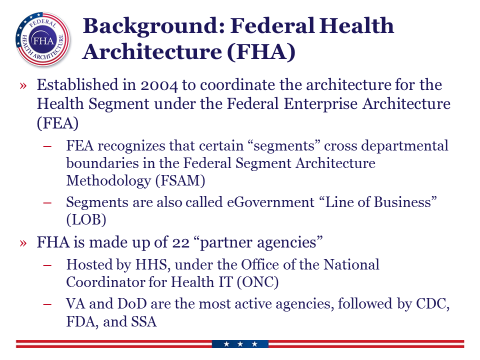 Background: Federal Health
Architecture (FHA)
FEDERAL
FHA
HEALTH ARCHITECTURE
» Established in 2004 to coordinate the architecture for the
Health Segment under the Federal Enterprise Architecture
(FEA)
– FEA recognizes that certain “segments” cross departmental
boundaries in the Federal Segment Architecture
Methodology (FSAM)
– Segments are also called eGovernment “Line of Business”
(LOB)
» FHA is made up of 22 “partner agencies”
– Hosted by HHS, under the Office of the National
Coordinator for Health IT (ONC)
– VA and DoD are the most active agencies, followed by CDC,
FDA, and SSA